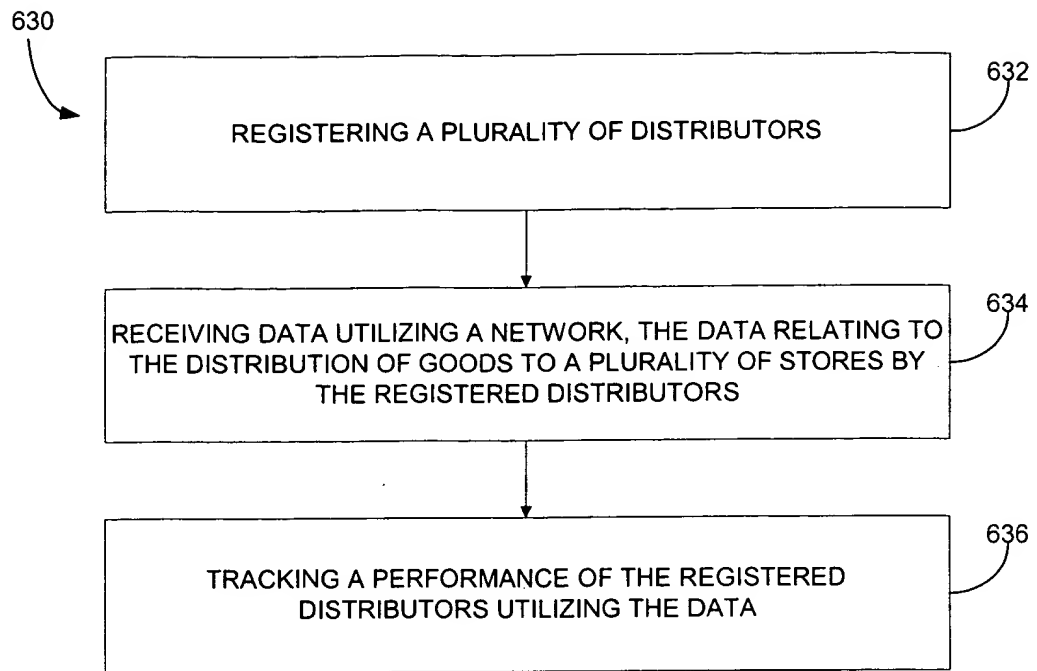 630
632
REGISTERING A PLURALITY OF DISTRIBUTORS
634
RECEIVING DATA UTILIZING A NETWORK, THE DATA RELATING TO
THE DISTRIBUTION OF GOODS TO A PLURALITY OF STORES BY
THE REGISTERED DISTRIBUTORS
636
TRACKING A PERFORMANCE OF THE REGISTERED
DISTRIBUTORS UTILIZING THE DATA